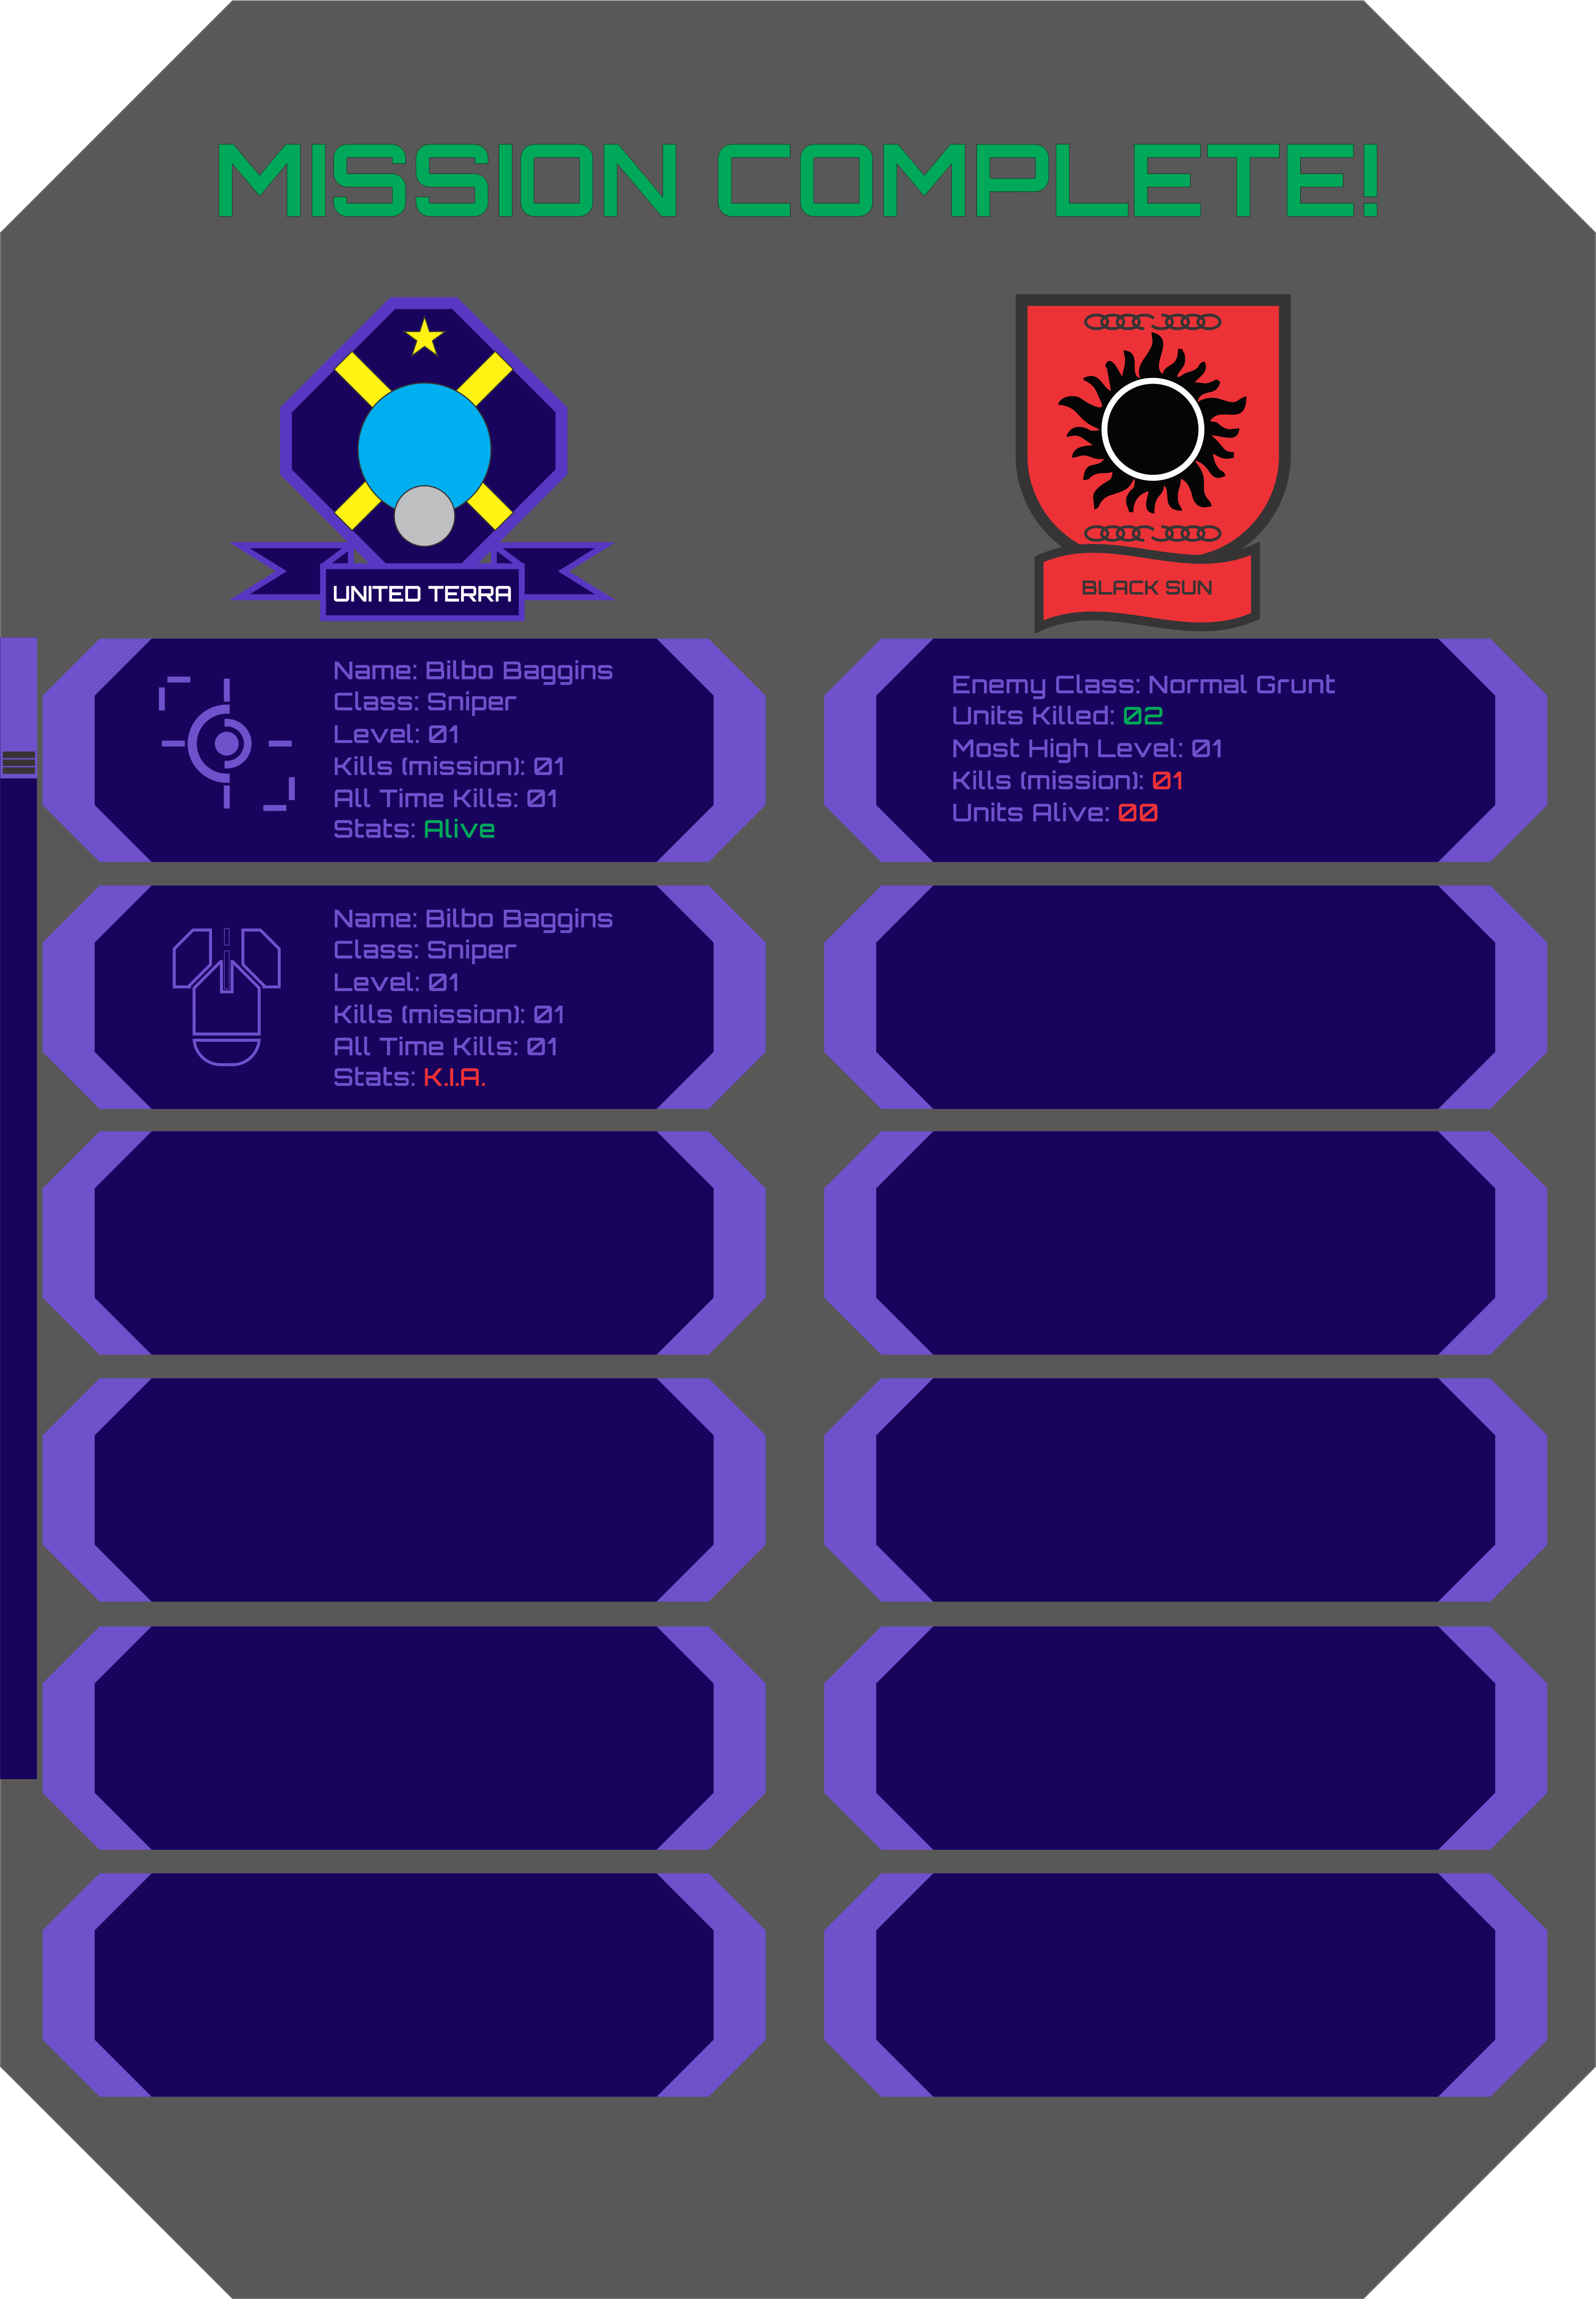 MISSION COMPLETE!
UNITED TERRA
BLACK SUN
Name: Bilbo Baggins
Class: Sniper
Level: 01
Kills (mission): 01
All Time Kills: 01
Stats: Alive
Enemy Class: Normal Grunt
Units Killed: 02
Most High Level: 01
Kills (mission): 01
Units Alive: 00
Name: Bilbo Baggins
Class: Sniper
Level: 01
Kills (mission): 01
All Time Kills: 01
Stats: K.I.A.